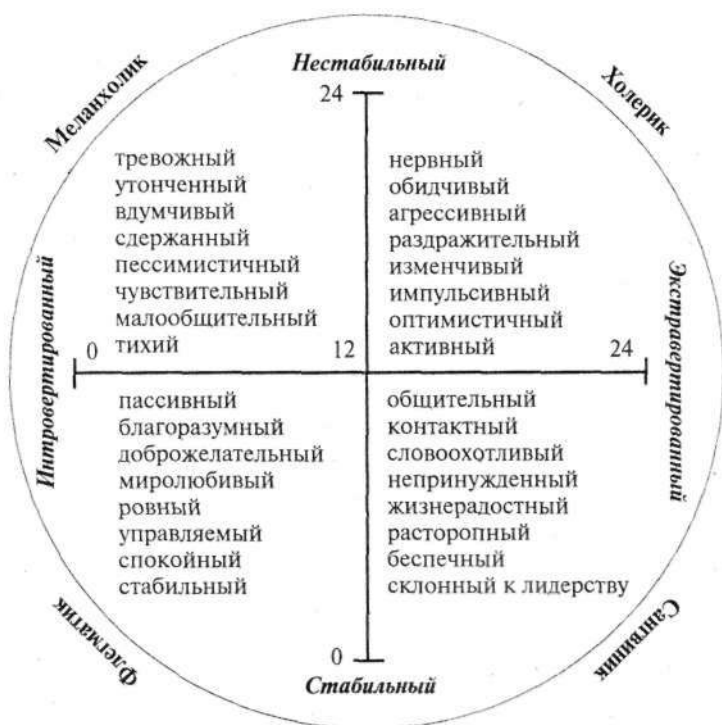 Нестабильный
Меланхолик
Холерик
24
тревожный
утонченный
вдумчивый
сдержанный
пессимистичный
чувствительный
малообщительный
тихий
нервный
обидчивый
агрессивный
раздражительный
изменчивый
импульсивный
оптимистичный
активный
Интровертированный
0
12
24
Экстравертированный
пассивный
благоразумный
доброжелательный
миролюбивый
ровный
управляемый
спокойный
стабильный
общительный
контактный
словоохотливый
непринужденный
жизнерадостный
расторопный
беспечный
склонный к лидерству
Флегматик
Сангвиник
0
Стабильный